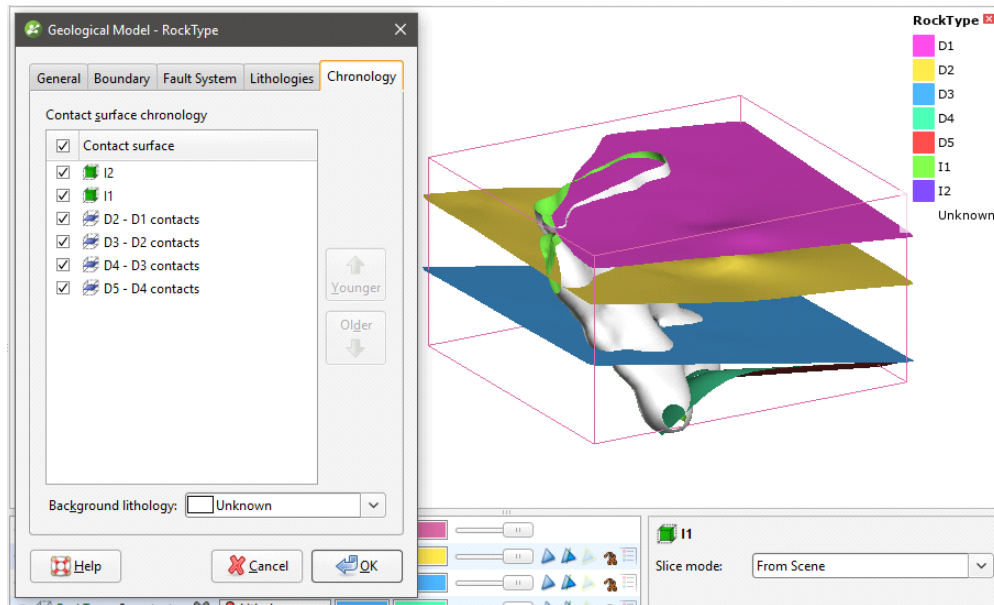 Geological Model - RockType
General
Boundary
Fault System
Lithologies
Chronology
Contact surface chronology
Contact surface
I2
I1
D2 - D1 contacts
D3 - D2 contacts
D4 - D3 contacts
D5 - D4 contacts
Younger
Older
Background lithology:
Unknown
Help
Cancel
OK
RockType
D1
D2
D3
D4
D5
I1
I2
Unknown
I1
Slice mode:
From Scene